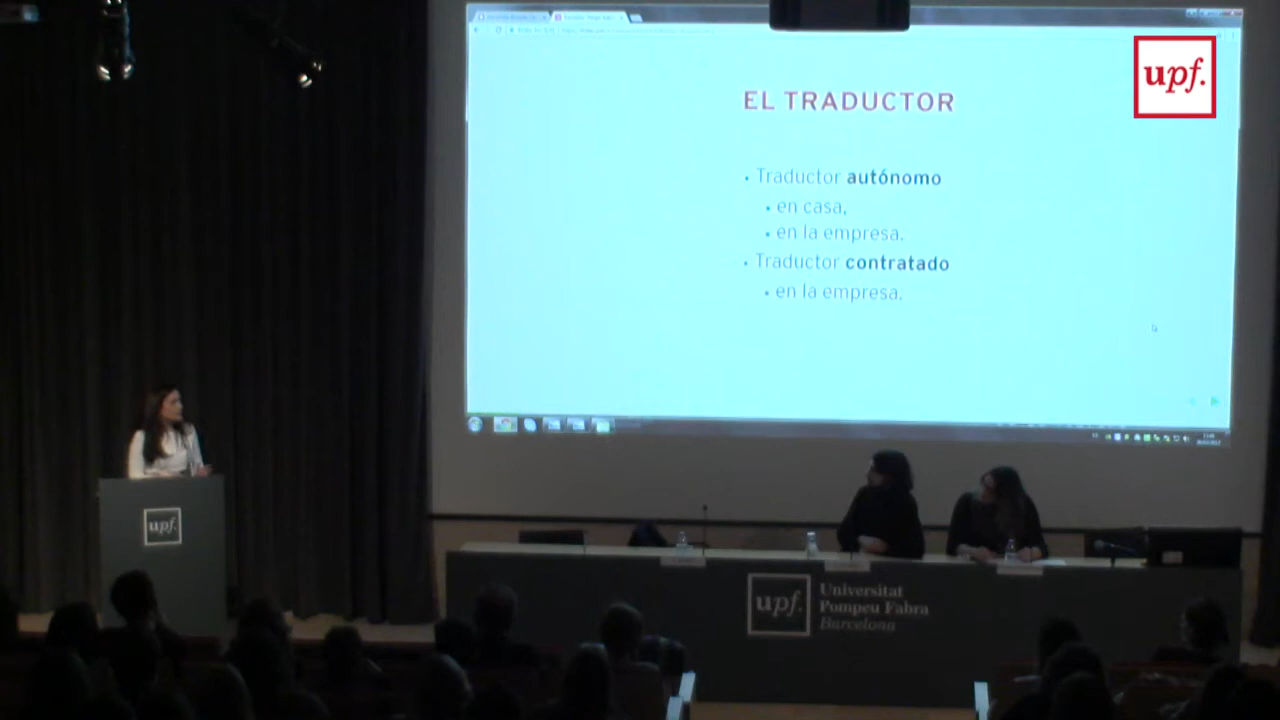 upf.
EL TRADUCTOR
• Traductor autónomo
• en casa,
• en la empresa.
• Traductor contratado
• en la empresa.
upf.
upf.
Universitat
Pompeu Fabra
Barcelona